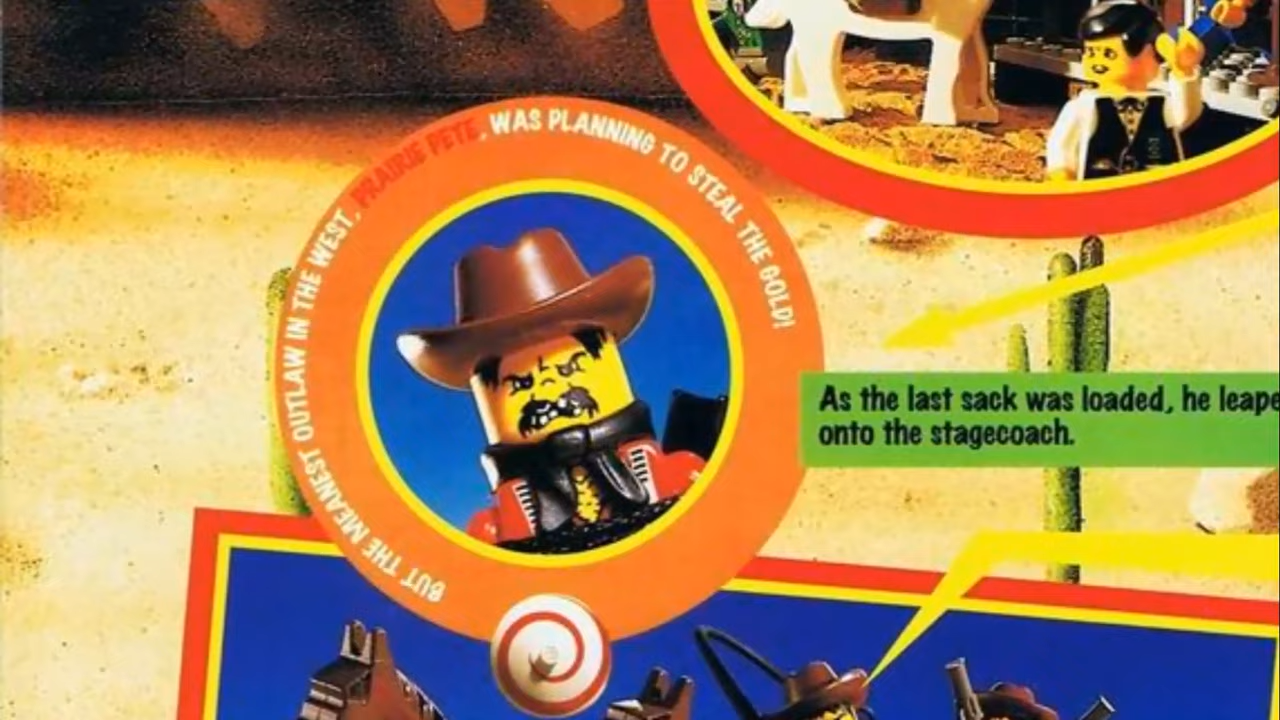 BUT THE MEANEST OUTLAW IN THE WEST, PRAIRIE PETE, WAS PLANNING TO STEAL THE GOLD!
As the last sack was loaded, he leape
onto the stagecoach.